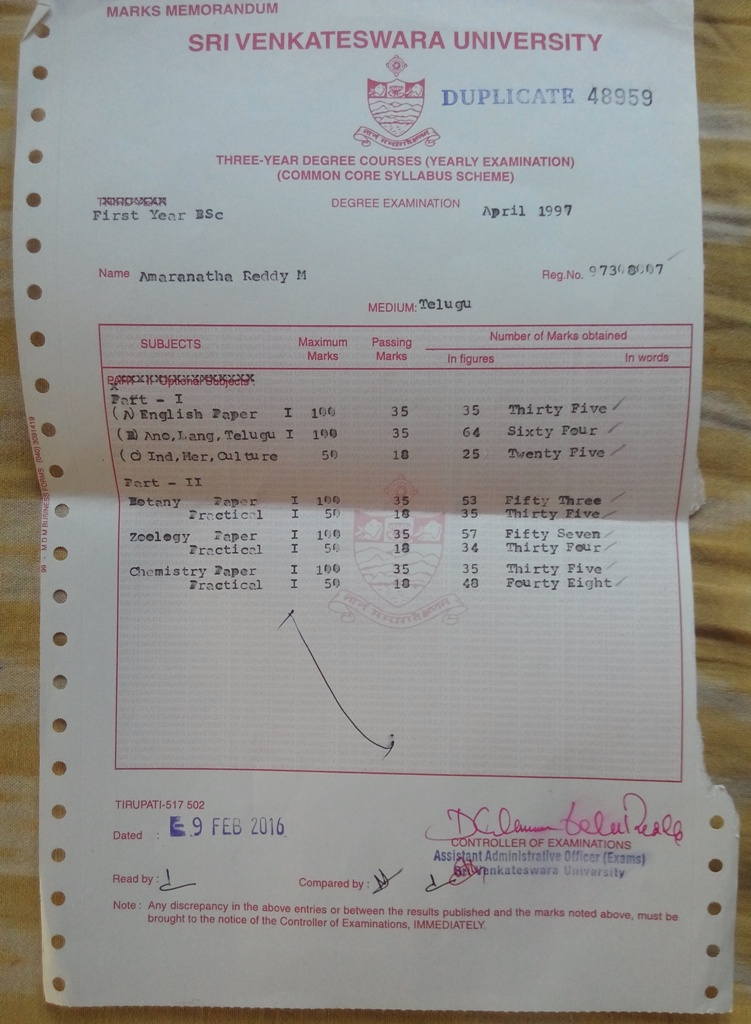 MARKS MEMORANDUM
SRI VENKATESWARA UNIVERSITY
DUPLICATE 48959
THREE-YEAR DEGREE COURSES (YEARLY EXAMINATION)
(COMMON CORE SYLLABUS SCHEME)
First Year BSc DEGREE EXAMINATION April 1997
Name Amaranatha Reddy M Reg.No.
MEDIUM: Telugu
SUBJECTS Maximum Marks Passing Marks Number of Marks obtained
In figures In words
Part - I
(A) English Paper I 100 35 35 Thirty Five
(B) Ano,Lang,Telugu I 100 35 64 Sixty Four
(C) Ind,Her,Culture 50 18 25 Twenty Five
Part - II
Botany Paper I 100 35 53 Fifty Three
Practical I 50 18 35 Thirty Five
Zoology Paper I 100 35 57 Fifty Seven
Practical I 50 18 34 Thirty Four
Chemistry Paper I 100 35 35 Thirty Five
Practical I 50 18 48 Fourty Eight
TIRUPATI-517 502
Dated : 9 FEB 2016
CONTROLLER OF EXAMINATIONS
Assistant Administrative Officer (Exams)
Sri Venkateswara University
Read by : Compared by :
Note : Any discrepancy in the above entries or between the results published and the marks noted above, must be
brought to the notice of the Controller of Examinations, IMMEDIATELY.